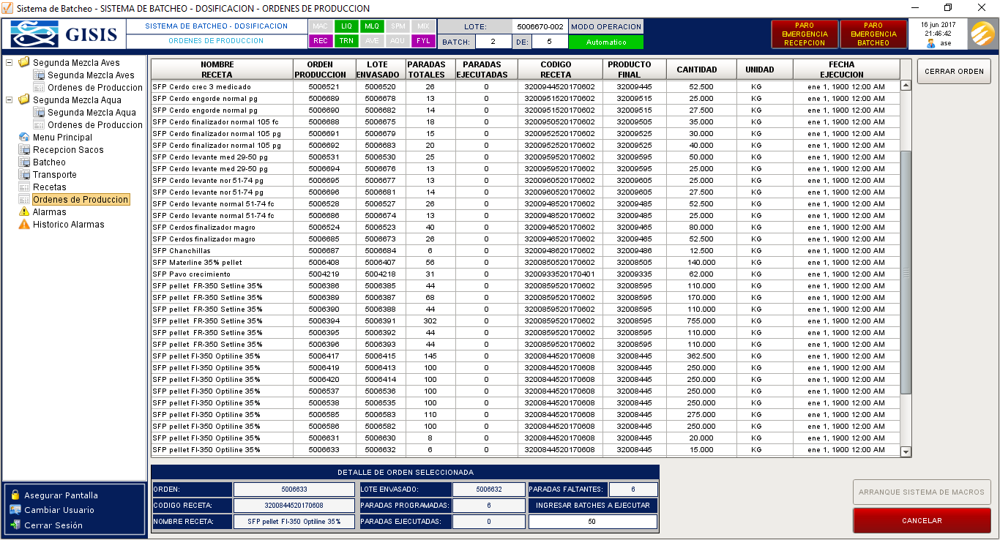 Sistema de Batcheo - SISTEMA DE BATCHEO - DOSIFICACION - ORDENES DE PRODUCCION
GISIS
SISTEMA DE BATCHEO - DOSIFICACION
ORDENES DE PRODUCCION
MAC LIQ MLQ SPM MIX
REC TRN AVE AQU FYL
LOTE: 5006670-002
BATCH: 2 DE: 5
MODO OPERACION
Automatico
PARO EMERGENCIA RECEPCION
PARO EMERGENCIA BATCHEO
16 jun 2017
21:46:42
ase
Segunda Mezcla Aves
Segunda Mezcla Aves
Ordenes de Produccion
Segunda Mezcla Aqua
Segunda Mezcla Aqua
Ordenes de Produccion
Menu Principal
Recepcion Sacos
Batcheo
Transporte
Recetas
Ordenes de Produccion
Alarmas
Historico Alarmas
Asegurar Pantalla
Cambiar Usuario
Cerrar Sesión
NOMBRE RECETA ORDEN PRODUCCION LOTE ENVASADO PARADAS TOTALES PARADAS EJECUTADAS CODIGO RECETA PRODUCTO FINAL CANTIDAD UNIDAD FECHA EJECUCION
SFP Cerdo crec 3 medicado 5006521 5006520 26 0 3200944520170602 32009445 52.500 KG ene 1, 1900 12:00 AM
SFP Cerdo engorde normal pg 5006689 5006678 13 0 3200951520170602 32009515 25.000 KG ene 1, 1900 12:00 AM
SFP Cerdo engorde normal pg 5006690 5006682 14 0 3200951520170602 32009515 27.500 KG ene 1, 1900 12:00 AM
SFP Cerdo finalizador normal 105 fc 5006688 5006675 18 0 3200950520170602 32009505 35.000 KG ene 1, 1900 12:00 AM
SFP Cerdo finalizador normal 105 pg 5006691 5006679 15 0 3200952520170602 32009525 30.000 KG ene 1, 1900 12:00 AM
SFP Cerdo finalizador normal 105 pg 5006692 5006683 20 0 3200952520170602 32009525 40.000 KG ene 1, 1900 12:00 AM
SFP Cerdo levante med 29-50 pg 5006531 5006530 25 0 3200959520170602 32009595 50.000 KG ene 1, 1900 12:00 AM
SFP Cerdo levante med 29-50 pg 5006694 5006676 13 0 3200959520170602 32009595 25.000 KG ene 1, 1900 12:00 AM
SFP Cerdo levante nor 51-74 pg 5006695 5006677 13 0 3200960520170602 32009605 25.000 KG ene 1, 1900 12:00 AM
SFP Cerdo levante nor 51-74 pg 5006696 5006681 14 0 3200960520170602 32009605 27.500 KG ene 1, 1900 12:00 AM
SFP Cerdo levante normal 51-74 fc 5006528 5006527 26 0 3200948520170602 32009485 52.500 KG ene 1, 1900 12:00 AM
SFP Cerdo levante normal 51-74 fc 5006686 5006674 13 0 3200948520170602 32009485 25.000 KG ene 1, 1900 12:00 AM
SFP Cerdos finalizador magro 5006524 5006523 40 0 3200946520170602 32009465 80.000 KG ene 1, 1900 12:00 AM
SFP Cerdos finalizador magro 5006685 5006673 26 0 3200946520170602 32009465 52.500 KG ene 1, 1900 12:00 AM
SFP Chanchillas 5006687 5006684 6 0 3200948620170602 32009486 12.500 KG ene 1, 1900 12:00 AM
SFP Materline 35% pellet 5006408 5006407 56 0 3200850520170602 32008505 140.000 KG ene 1, 1900 12:00 AM
SFP Pavo crecimiento 5004219 5004218 31 0 3200933520170401 32009335 62.000 KG ene 1, 1900 12:00 AM
SFP pellet FR-350 Setline 35% 5006386 5006385 44 0 3200859520170602 32008595 110.000 KG ene 1, 1900 12:00 AM
SFP pellet FR-350 Setline 35% 5006389 5006387 68 0 3200859520170602 32008595 170.000 KG ene 1, 1900 12:00 AM
SFP pellet FR-350 Setline 35% 5006390 5006388 44 0 3200859520170602 32008595 110.000 KG ene 1, 1900 12:00 AM
SFP pellet FR-350 Setline 35% 5006394 5006391 302 0 3200859520170602 32008595 755.000 KG ene 1, 1900 12:00 AM
SFP pellet FR-350 Setline 35% 5006395 5006392 44 0 3200859520170602 32008595 110.000 KG ene 1, 1900 12:00 AM
SFP pellet FR-350 Setline 35% 5006396 5006393 44 0 3200859520170602 32008595 110.000 KG ene 1, 1900 12:00 AM
SFP pellet FI-350 Optiline 35% 5006417 5006415 145 0 3200844520170608 32008445 362.500 KG ene 1, 1900 12:00 AM
SFP pellet FI-350 Optiline 35% 5006419 5006413 100 0 3200844520170608 32008445 250.000 KG ene 1, 1900 12:00 AM
SFP pellet FI-350 Optiline 35% 5006420 5006414 100 0 3200844520170608 32008445 250.000 KG ene 1, 1900 12:00 AM
SFP pellet FI-350 Optiline 35% 5006537 5006536 100 0 3200844520170608 32008445 250.000 KG ene 1, 1900 12:00 AM
SFP pellet FI-350 Optiline 35% 5006538 5006535 100 0 3200844520170608 32008445 250.000 KG ene 1, 1900 12:00 AM
SFP pellet FI-350 Optiline 35% 5006585 5006583 110 0 3200844520170608 32008445 275.000 KG ene 1, 1900 12:00 AM
SFP pellet FI-350 Optiline 35% 5006586 5006582 100 0 3200844520170608 32008445 250.000 KG ene 1, 1900 12:00 AM
SFP pellet FI-350 Optiline 35% 5006631 5006630 8 0 3200844520170608 32008445 20.000 KG ene 1, 1900 12:00 AM
SFP pellet FI-350 Optiline 35% 5006633 5006632 6 0 3200844520170608 32008445 15.000 KG ene 1, 1900 12:00 AM
CERRAR ORDEN
DETALLE DE ORDEN SELECCIONADA
ORDEN: 5006633 LOTE ENVASADO: 5006632 PARADAS FALTANTES: 6
CODIGO RECETA: 3200844520170608 PARADAS PROGRAMADAS: 6 INGRESAR BATCHES A EJECUTAR
NOMBRE RECETA: SFP pellet FI-350 Optiline 35% PARADAS EJECUTADAS: 0 50
ARRANQUE SISTEMA DE MACROS
CANCELAR